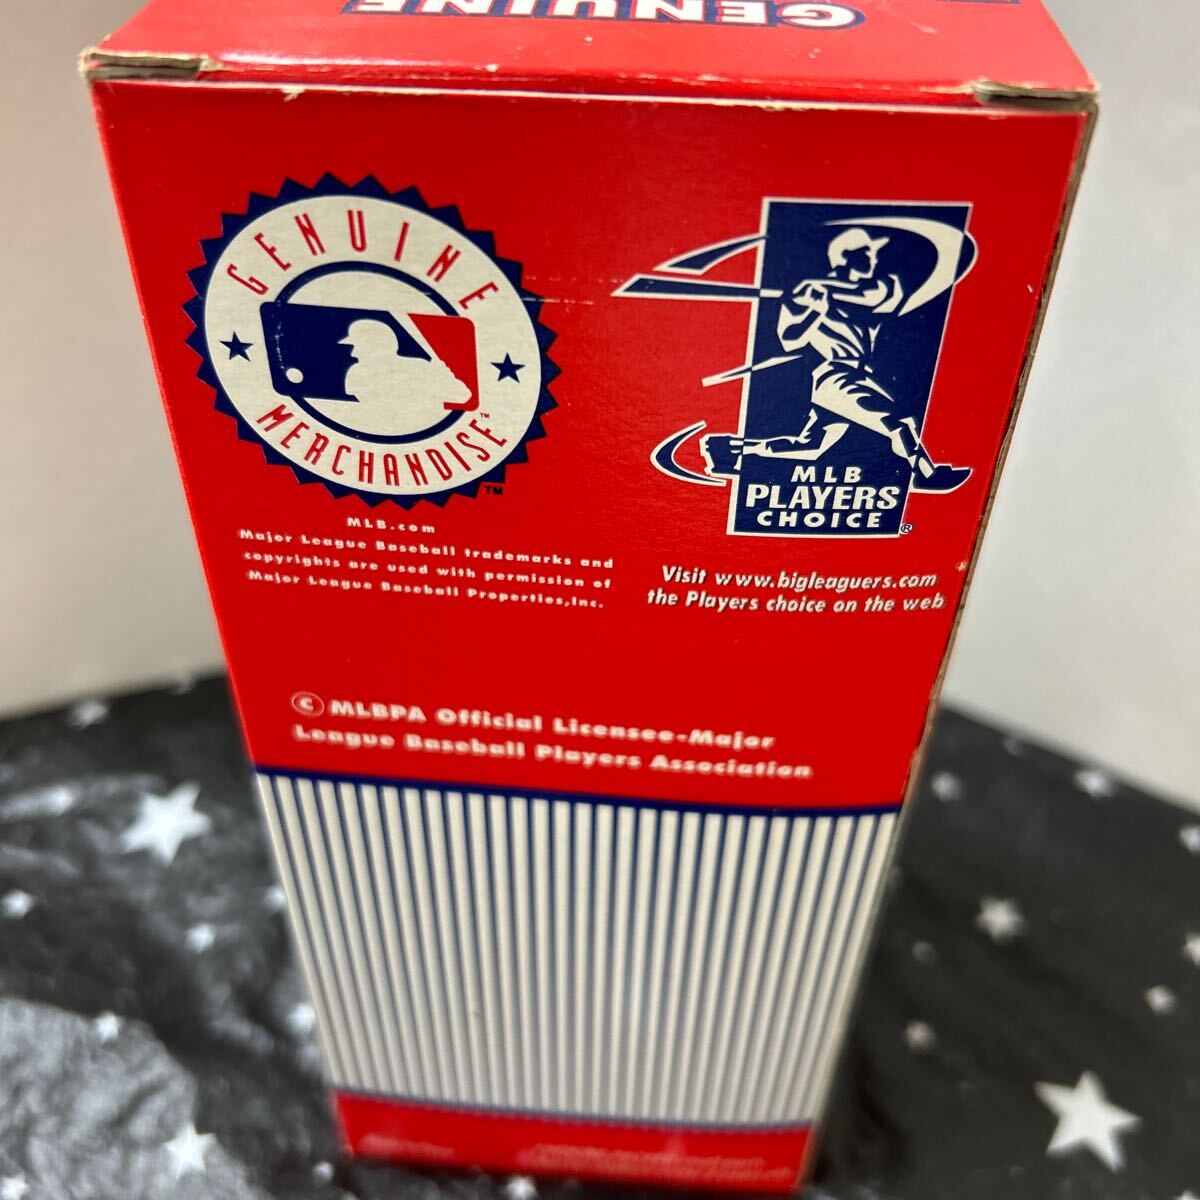 GENUINE
GENUINE
MERCHANDISE™
TM
MLB.com
Major League Baseball trademarks and
copyrights are used with permission of
Major League Baseball Properties,Inc.
MLB
PLAYERS
CHOICE®
Visit www.bigleaguers.com
the Players choice on the web
© MLBPA Official Licensee-Major
League Baseball Players Association